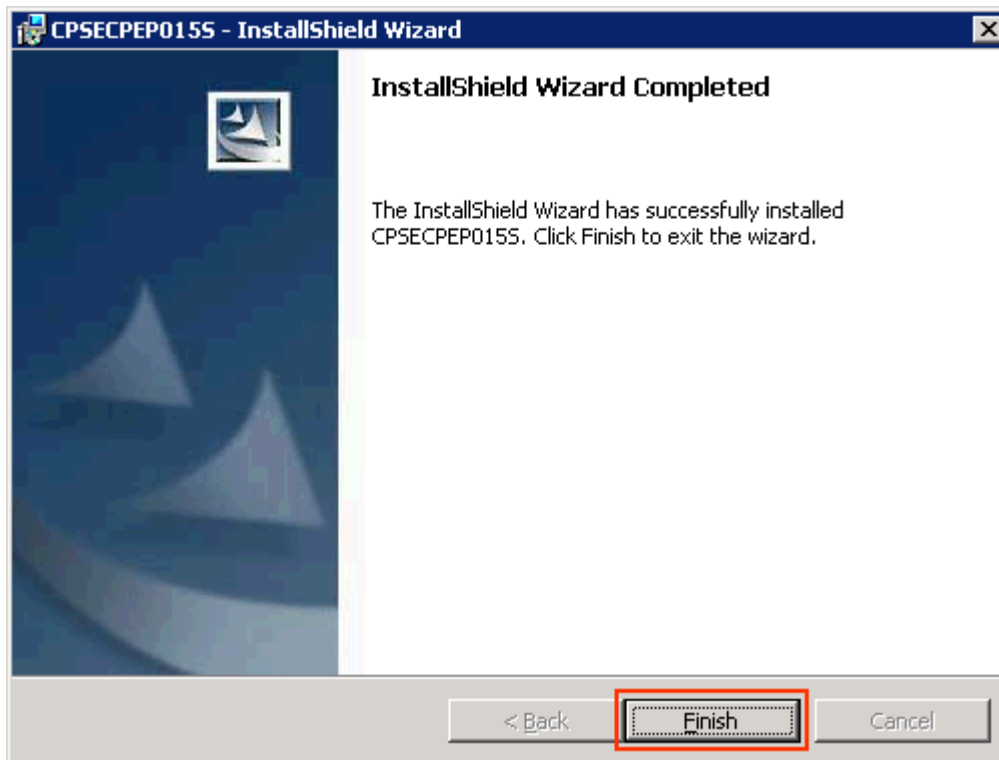 CPSECPEP015S - InstallShield Wizard
InstallShield Wizard Completed
The InstallShield Wizard has successfully installed
CPSECPEP015S. Click Finish to exit the wizard.
< Back
Finish
Cancel